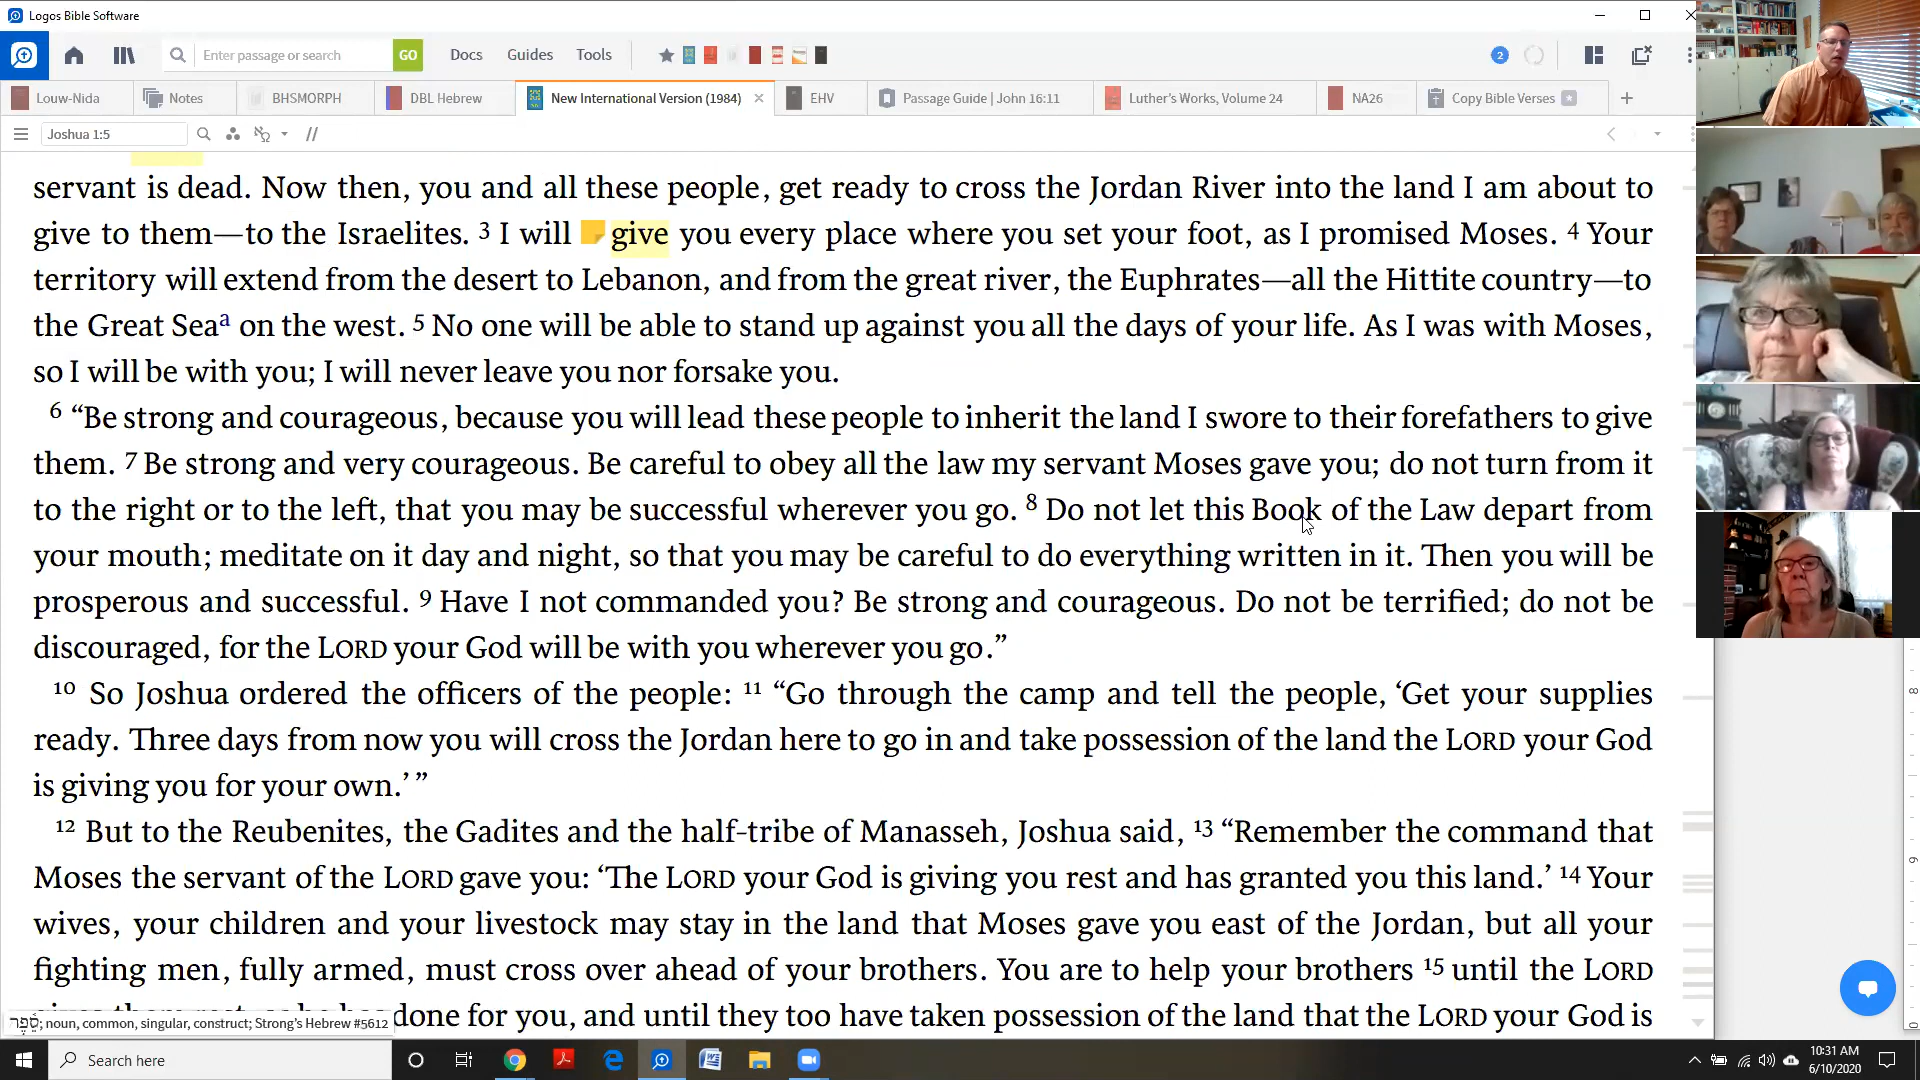 Logos Bible Software
Enter passage or search
GO
Docs
Guides
Tools
2
Louw-Nida
Notes
BHSMORPH
DBL Hebrew
New International Version (1984)
EHV
Passage Guide | John 16:11
Luther's Works, Volume 24
NA26
Copy Bible Verses
Joshua 1:5
servant is dead. Now then, you and all these people, get ready to cross the Jordan River into the land I am about to
give to them—to the Israelites. 3 I will give you every place where you set your foot, as I promised Moses. 4 Your
territory will extend from the desert to Lebanon, and from the great river, the Euphrates—all the Hittite country—to
the Great Sea a on the west. 5 No one will be able to stand up against you all the days of your life. As I was with Moses,
so I will be with you; I will never leave you nor forsake you.
6 “Be strong and courageous, because you will lead these people to inherit the land I swore to their forefathers to give
them. 7 Be strong and very courageous. Be careful to obey all the law my servant Moses gave you; do not turn from it
to the right or to the left, that you may be successful wherever you go. 8 Do not let this Book of the Law depart from
your mouth; meditate on it day and night, so that you may be careful to do everything written in it. Then you will be
prosperous and successful. 9 Have I not commanded you? Be strong and courageous. Do not be terrified; do not be
discouraged, for the LORD your God will be with you wherever you go.”
10 So Joshua ordered the officers of the people: 11 “Go through the camp and tell the people, ‘Get your supplies
ready. Three days from now you will cross the Jordan here to go in and take possession of the land the LORD your God
is giving you for your own.’ ”
12 But to the Reubenites, the Gadites and the half-tribe of Manasseh, Joshua said, 13 “Remember the command that
Moses the servant of the LORD gave you: ‘The LORD your God is giving you rest and has granted you this land.’ 14 Your
wives, your children and your livestock may stay in the land that Moses gave you east of the Jordan, but all your
fighting men, fully armed, must cross over ahead of your brothers. You are to help your brothers 15 until the LORD
done for you, and until they too have taken possession of the land that the LORD your God is
סֵ֫פֶר; noun, common, singular, construct; Strong's Hebrew #5612
Search here
10:31 AM
6/10/2020